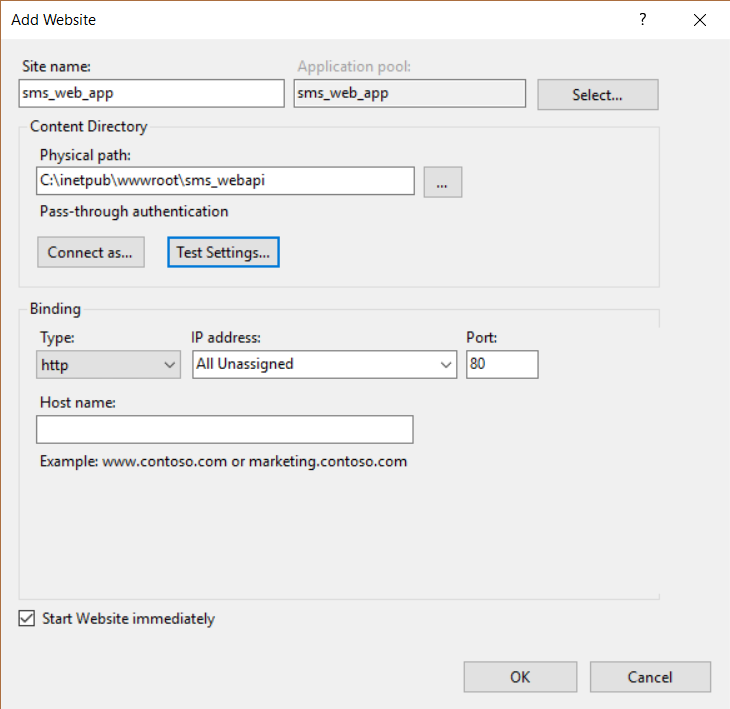 Add Website
?
Site name:
Application pool:
sms_web_app
sms_web_app
Select...
Content Directory
Physical path:
C:\inetpub\wwwroot\sms_webapi
...
Pass-through authentication
Connect as...
Test Settings...
Binding
Type:
IP address:
Port:
http
All Unassigned
80
Host name:
Example: www.contoso.com or marketing.contoso.com
Start Website immediately
OK
Cancel